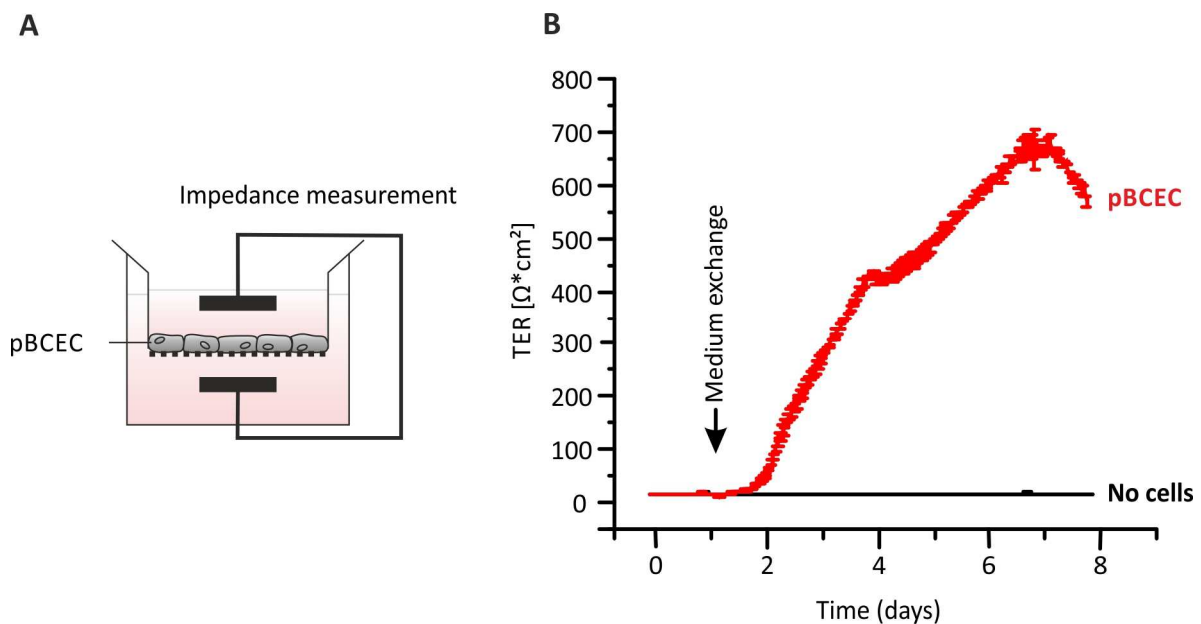 A
Impedance measurement
pBCEC
B
TER [Ω*cm²]
800
700
600
500
400
300
200
100
0
Medium exchange
pBCEC
No cells
0 2 4 6 8
Time (days)